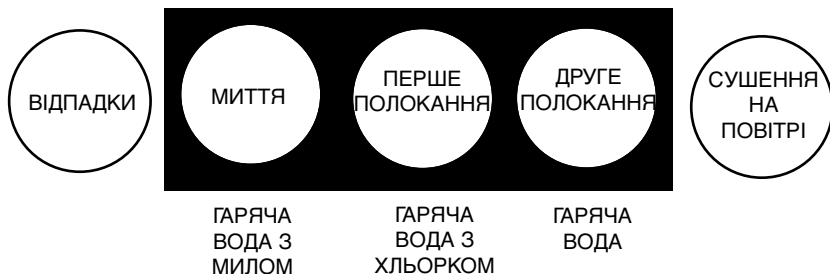 ВІДПАДКИ
МИТТЯ
ПЕРШЕ
ПОЛОКАННЯ
ДРУГЕ
ПОЛОКАННЯ
СУШЕННЯ
НА
ПОВІТРІ
ГАРЯЧА
ВОДА З
МИЛОМ
ГАРЯЧА
ВОДА З
ХЛЬОРКОМ
ГАРЯЧА
ВОДА